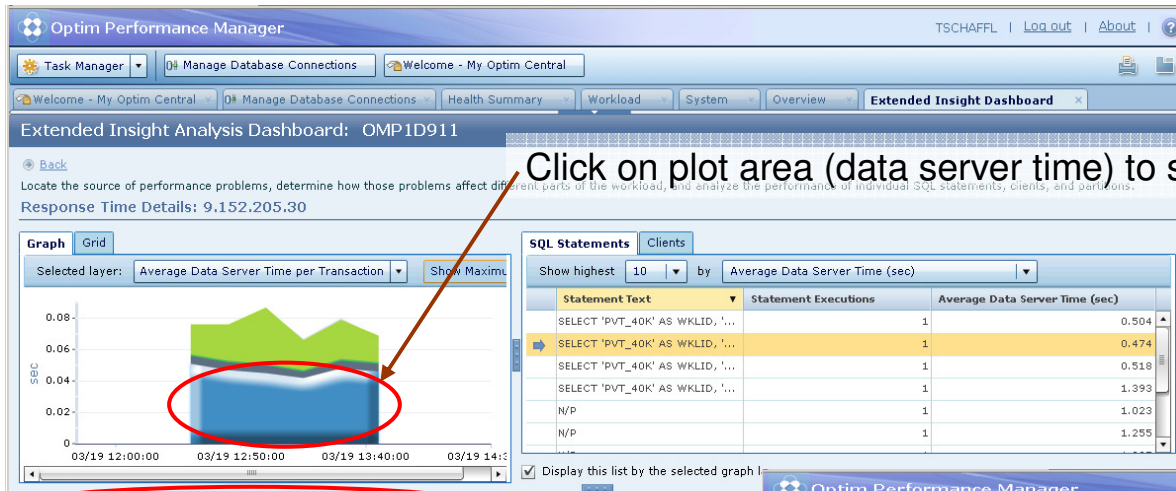 Optim Performance Manager
TSCHAFFL | Log out | About | ?
Task Manager Manage Database Connections Welcome - My Optim Central
Welcome - My Optim Central Manage Database Connections Health Summary Workload System Overview Extended Insight Dashboard
Extended Insight Analysis Dashboard: OMP1D911
Back
Click on plot area (data server time) to s
Locate the source of performance problems, determine how those problems affect different parts of the workload, and analyze the performance of individual SQL statements, clients, and partitions.
Response Time Details: 9.152.205.30
Graph Grid
Selected layer: Average Data Server Time per Transaction Show Maximu
0.08
0.06
0.04
0.02
0
sec
03/19 12:00:00 03/19 12:50:00 03/19 13:40:00 03/19 14:3
SQL Statements Clients
Show highest 10 by Average Data Server Time (sec)
Statement Text Statement Executions Average Data Server Time (sec)
SELECT 'PVT_40K' AS WKLID, '... 1 0.504
SELECT 'PVT_40K' AS WKLID, '... 1 0.474
SELECT 'PVT_40K' AS WKLID, '... 1 0.518
SELECT 'PVT_40K' AS WKLID, '... 1 1.393
N/P 1 1.023
N/P 1 1.255
Display this list by the selected graph
Optim Performance Manager